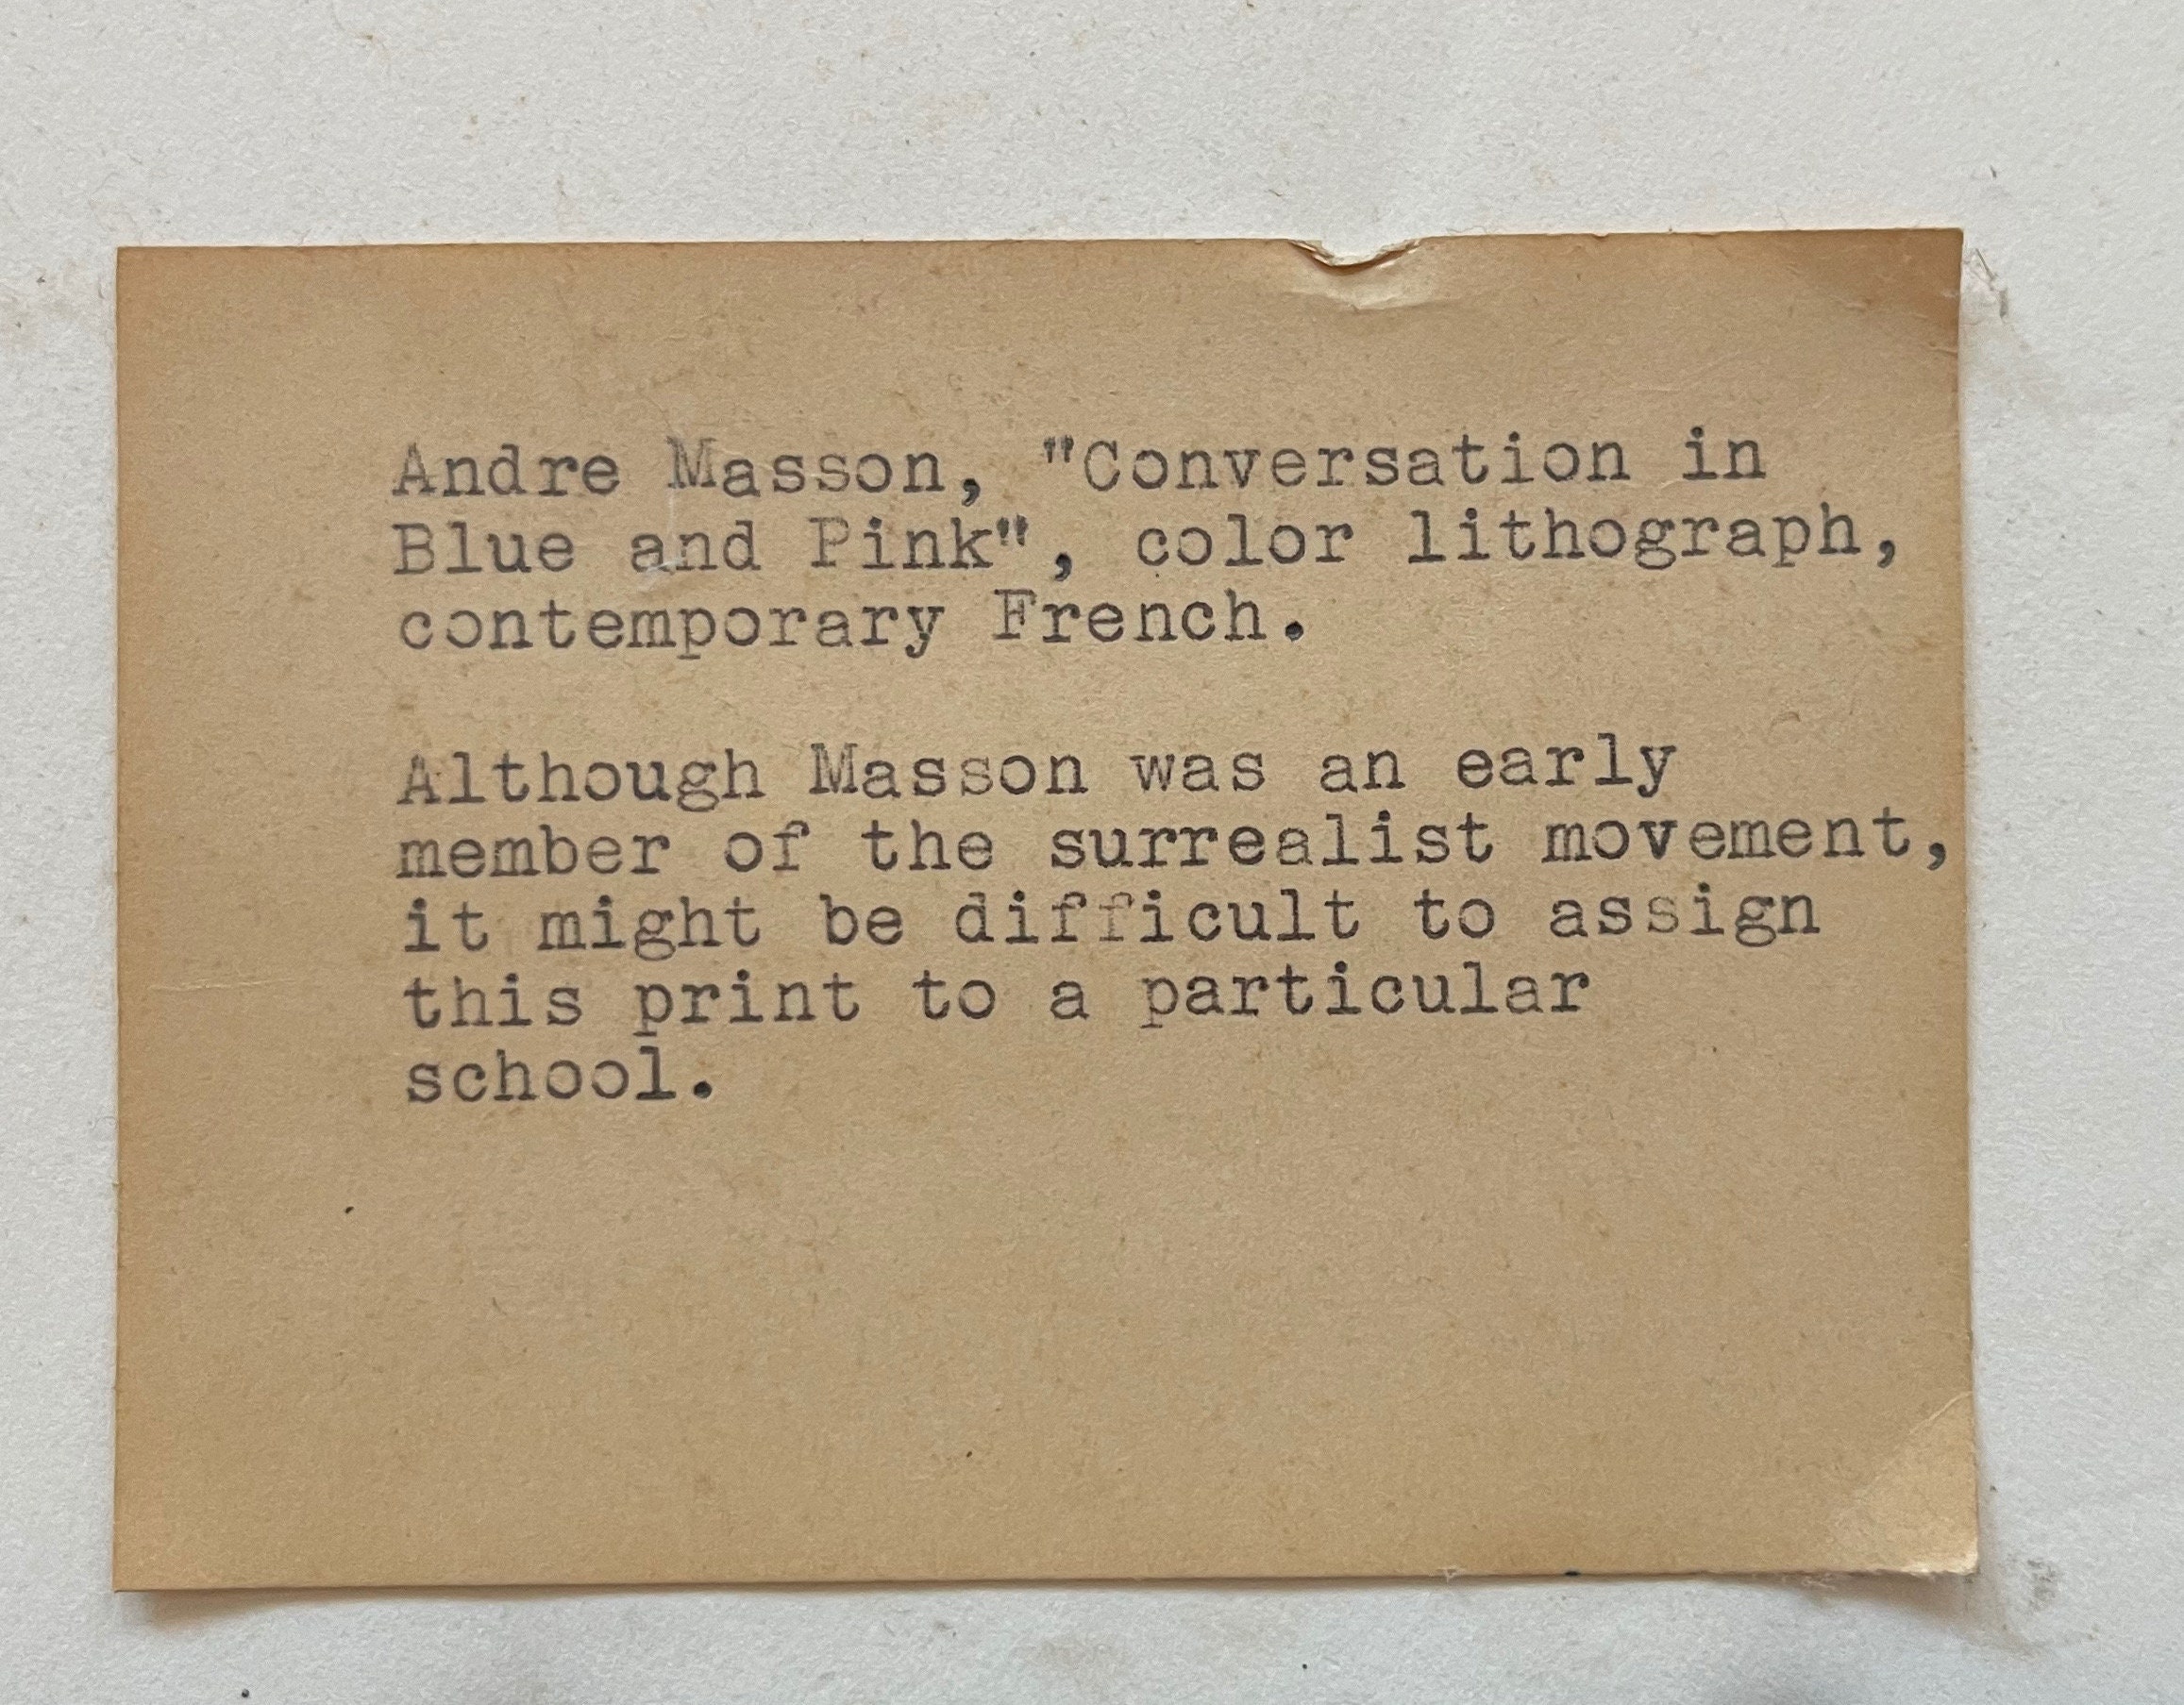 Andre Masson, "Conversation in
Blue and Pink", color lithograph,
contemporary French.
Although Masson was an early
member of the surrealist movement,
it might be difficult to assign
this print to a particular
school.